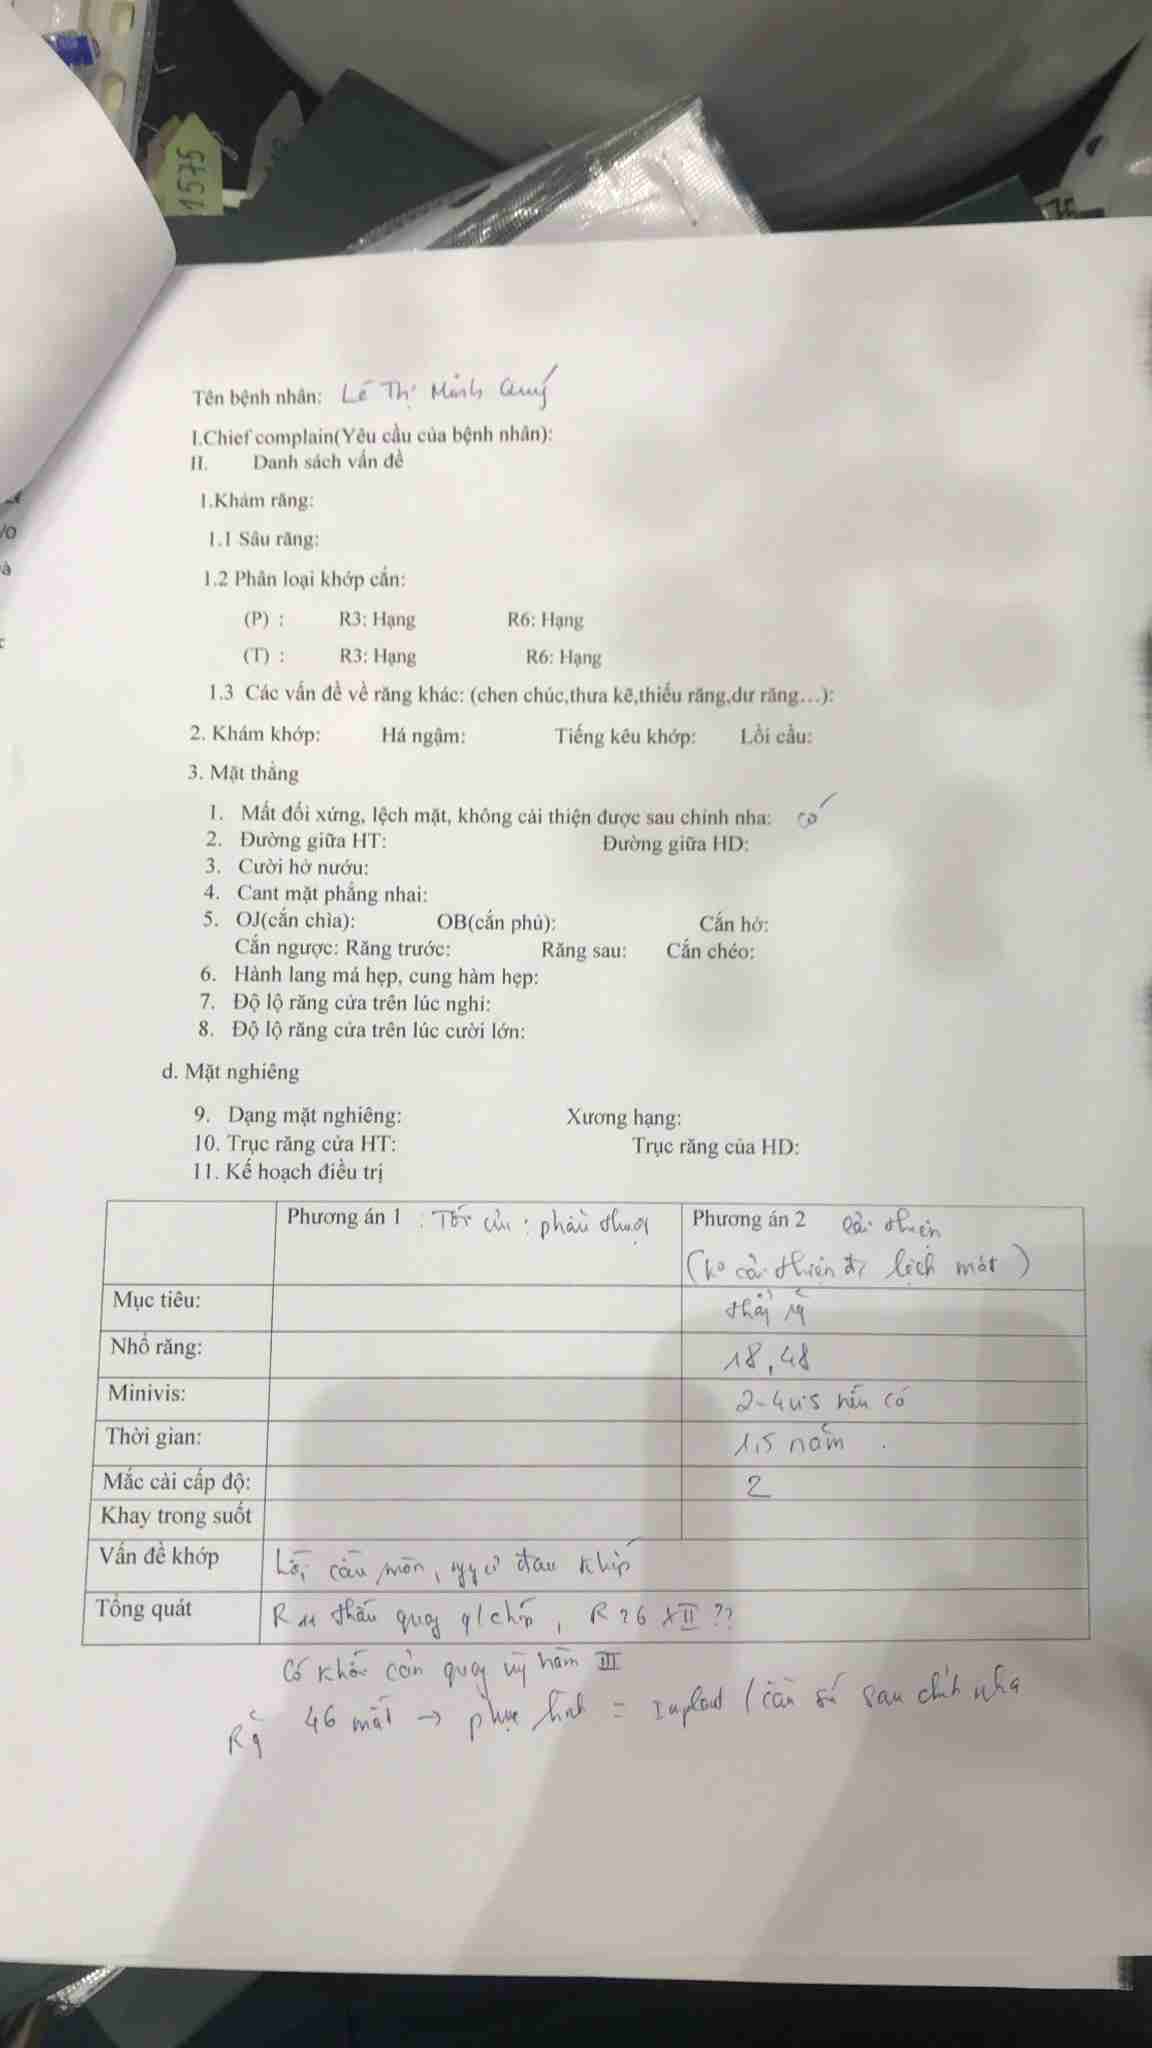 1575
Tên bệnh nhân: Lê Thị Minh Quý
I.Chief complain(Yêu cầu của bệnh nhân):
II. Danh sách vấn đề
1.Khám răng:
1.1 Sâu răng:
1.2 Phân loại khớp cắn:
(P) : R3: Hạng R6: Hạng
(T) : R3: Hạng R6: Hạng
1.3 Các vấn đề về răng khác: (chen chúc,thưa kẽ,thiếu răng,dư răng…):
2. Khám khớp: Há ngậm: Tiếng kêu khớp: Lồi cầu:
3. Mặt thẳng
1. Mất đối xứng, lệch mặt, không cải thiện được sau chỉnh nha: có
2. Đường giữa HT: Đường giữa HD:
3. Cười hở nướu:
4. Cant mặt phẳng nhai:
5. OJ(cắn chìa): OB(cắn phủ): Cắn hở:
Cắn ngược: Răng trước: Răng sau: Cắn chéo:
6. Hành lang má hẹp, cung hàm hẹp:
7. Độ lộ răng cửa trên lúc nghỉ:
8. Độ lộ răng cửa trên lúc cười lớn:
d. Mặt nghiêng
9. Dạng mặt nghiêng: Xương hạng:
10. Trục răng cửa HT: Trục răng của HD:
11. Kế hoạch điều trị
Phương án 1 : Tối ưu : phẫu thuật Phương án 2 cải thiện
(ko cải thiện đc lệch mặt)
Mục tiêu:
Nhổ răng: 18, 48
Minivis: 2-4 vis nếu có
Thời gian: 1,5 năm.
Mắc cài cấp độ: 2
Khay trong suốt
Vấn đề khớp Lồi cầu mòn, ngy cơ đau khớp
Tổng quát R 11 thấu quang q/chóp, R 26 ??
Có khối cản quang hàm III
R 46 mất → phục hình = Implant / cầu sứ sau chỉnh nha